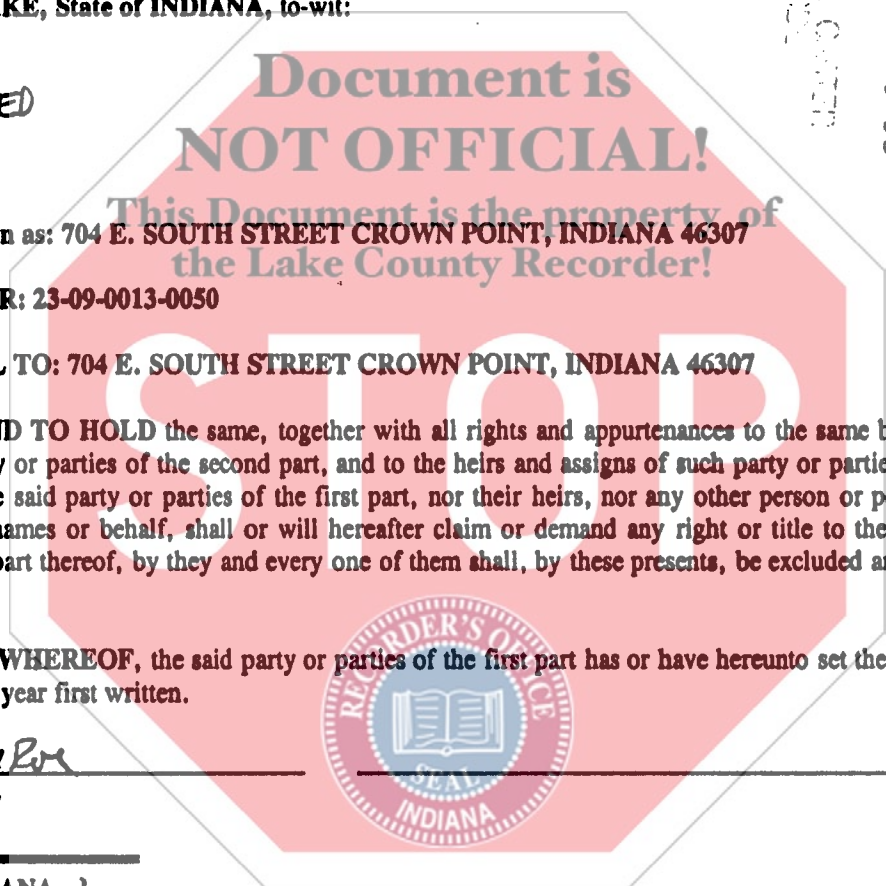 KE, State of INDIANA, to-wit:
Document is
ED
NOT OFFICIAL!
This Document is the property of
n as: 704 E. SOUTH STREET CROWN POINT, INDIANA 46307
the Lake County Recorder!
R: 23-09-0013-0050
TO: 704 E. SOUTH STREET CROWN POINT, INDIANA 46307
STOP
D TO HOLD the same, together with all rights and appurtenances to the same b
or parties of the second part, and to the heirs and assigns of such party or partie
said party or parties of the first part, nor their heirs, nor any other person or p
ames or behalf, shall or will hereafter claim or demand any right or title to the
part thereof, by they and every one of them shall, by these presents, be excluded a
WHEREOF, the said party or parties of the first part has or have hereunto set the
year first written.
RECORDER'S OFFICE
SEAL
INDIANA